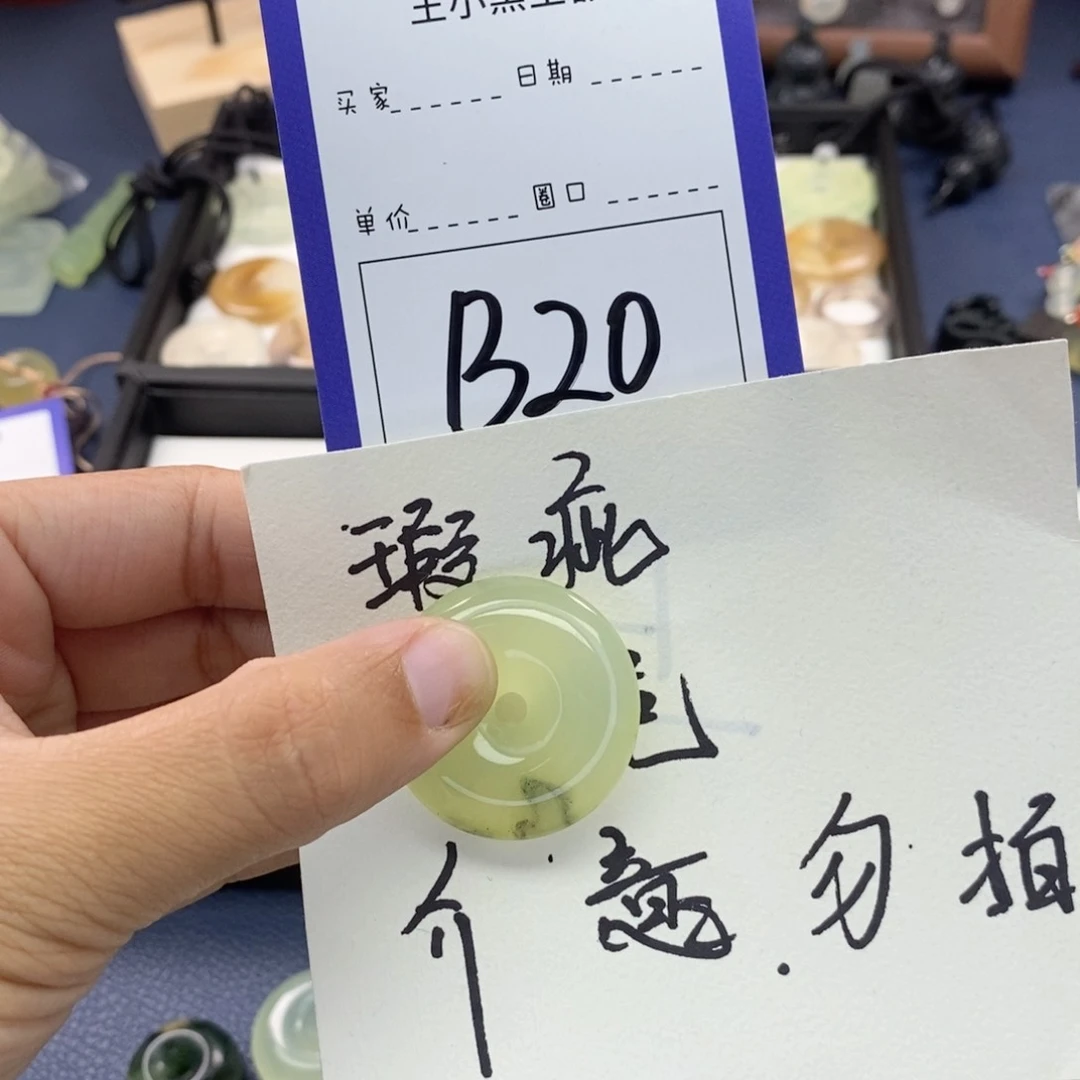 买家 日期
单价 圈口
B20
瑕疵
介意勿拍